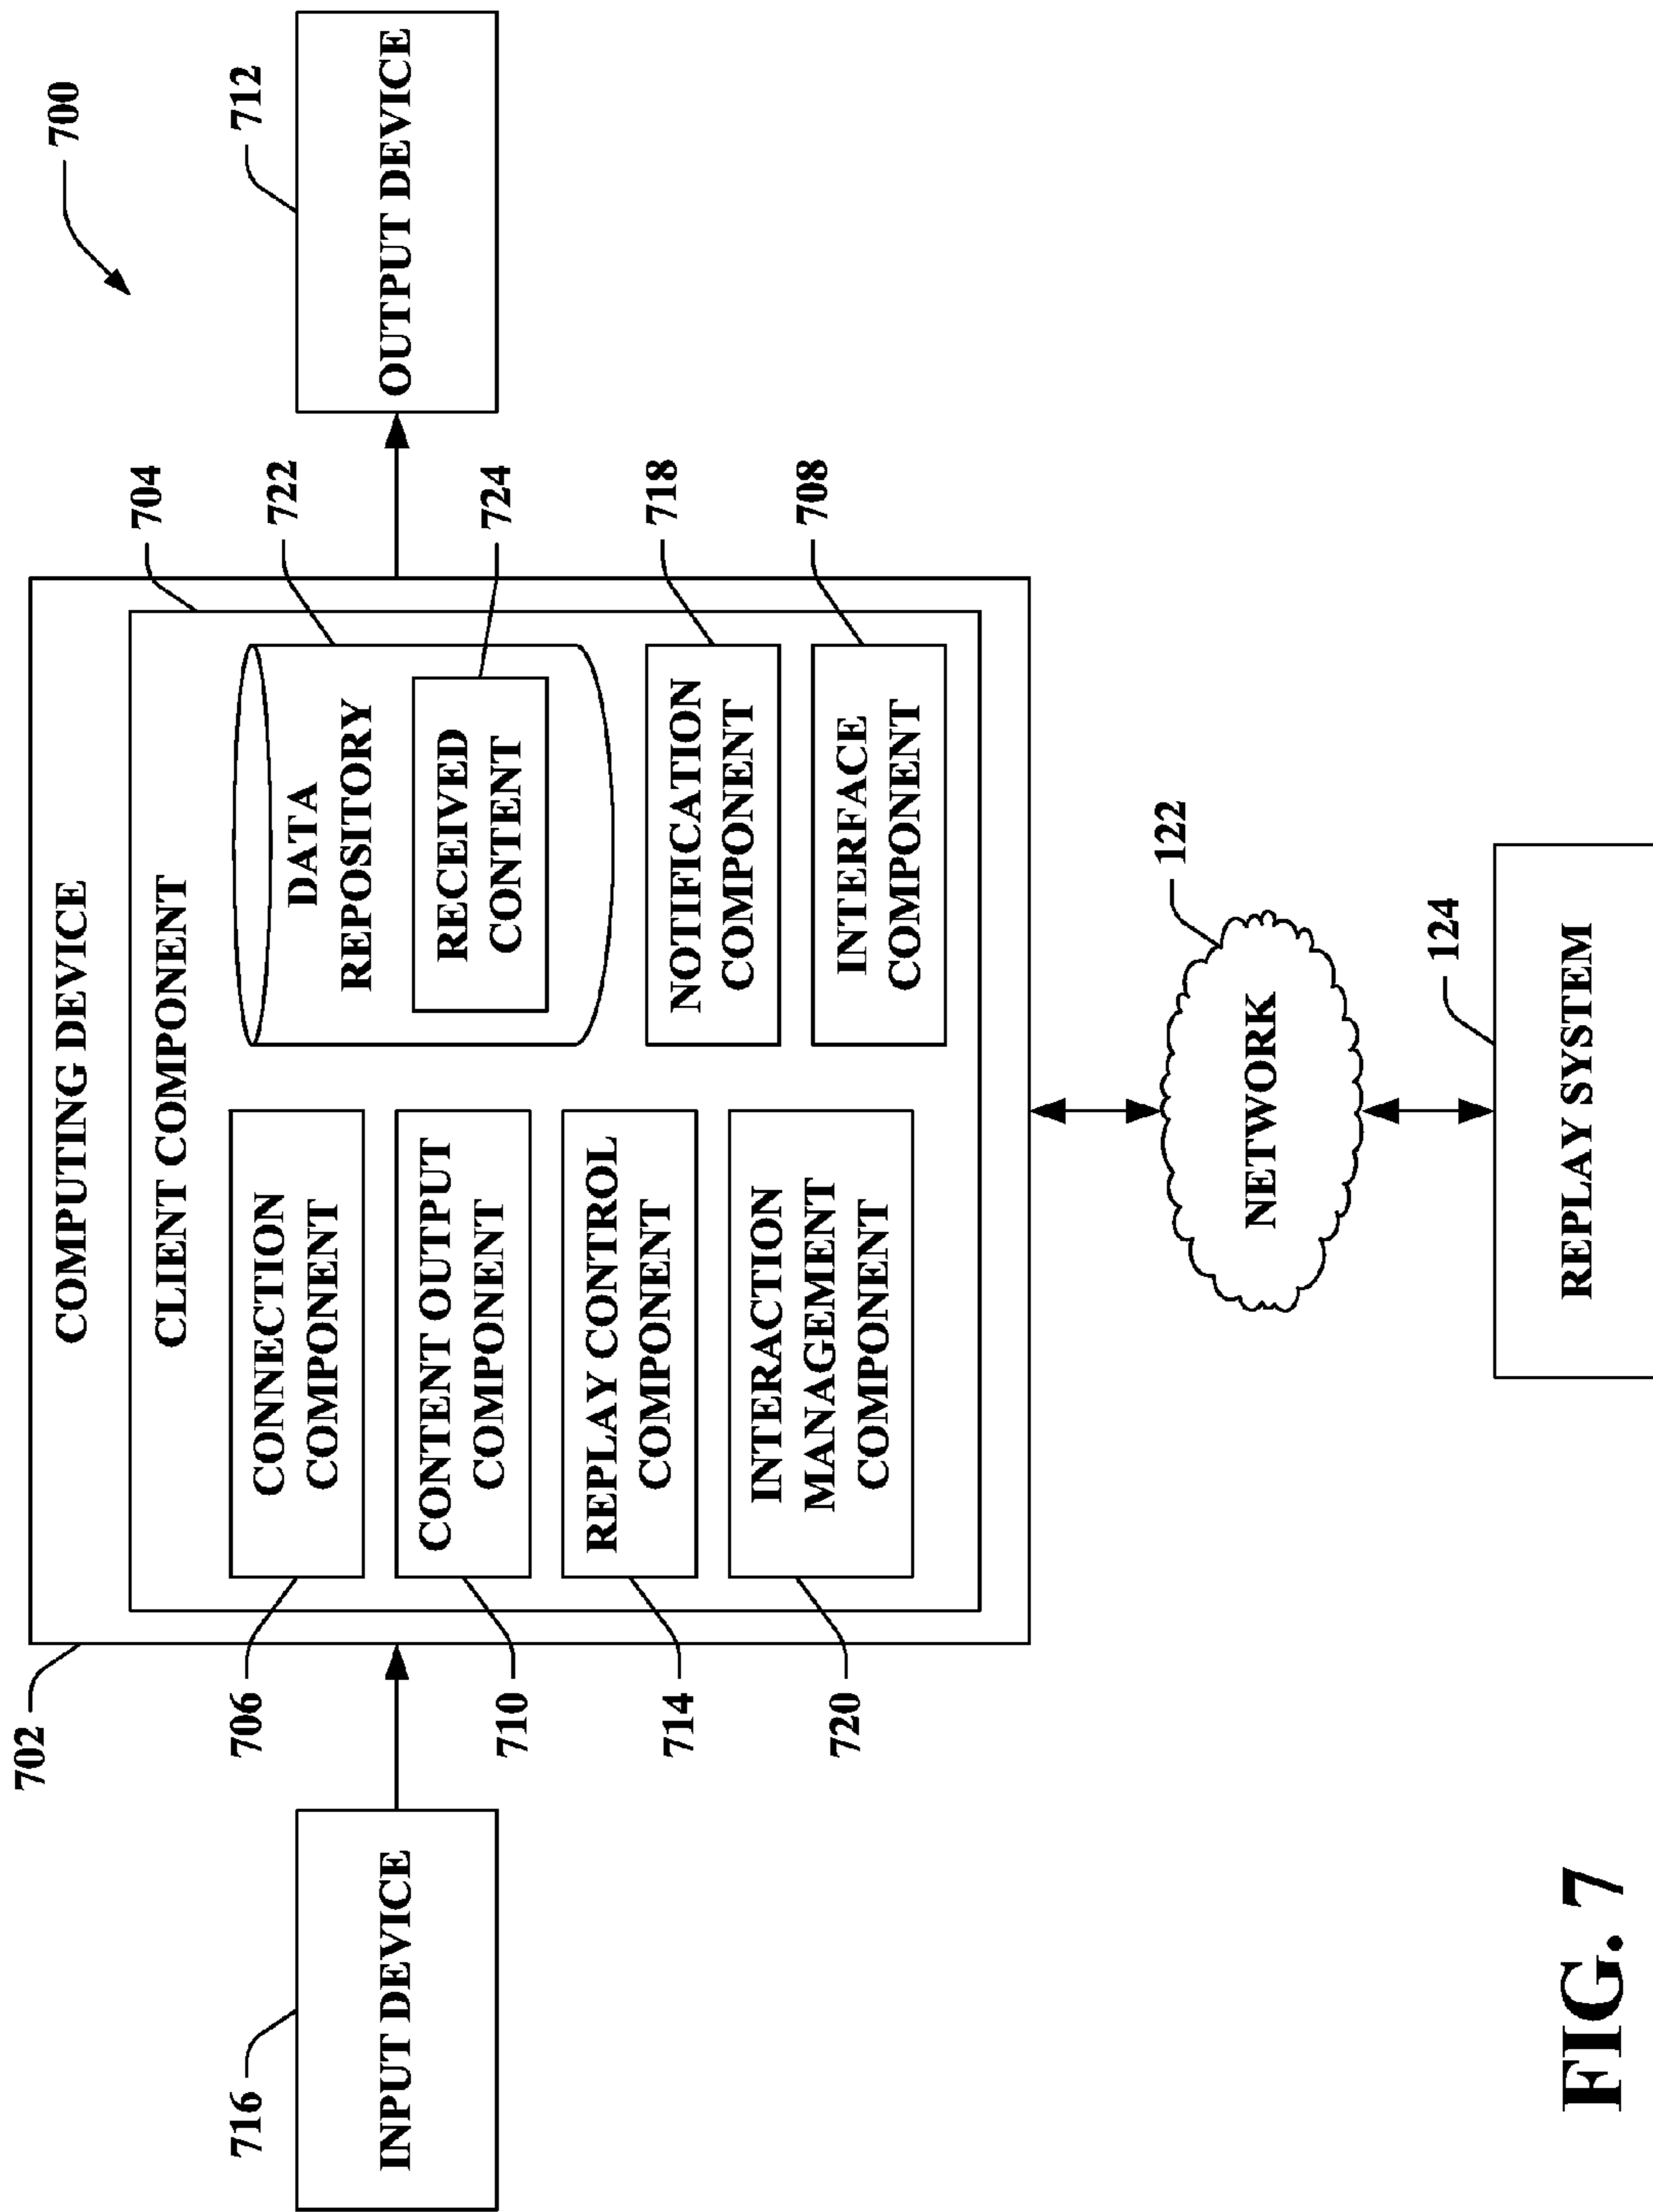 700
702
COMPUTING DEVICE
704
CLIENT COMPONENT
716
INPUT DEVICE
706
CONNECTION
COMPONENT
710
CONTENT OUTPUT
COMPONENT
714
REPLAY CONTROL
COMPONENT
720
INTERACTION
MANAGEMENT
COMPONENT
DATA
REPOSITORY
722
RECEIVED
CONTENT
724
NOTIFICATION
COMPONENT
718
INTERFACE
COMPONENT
708
712
OUTPUT DEVICE
122
NETWORK
124
REPLAY SYSTEM
FIG. 7